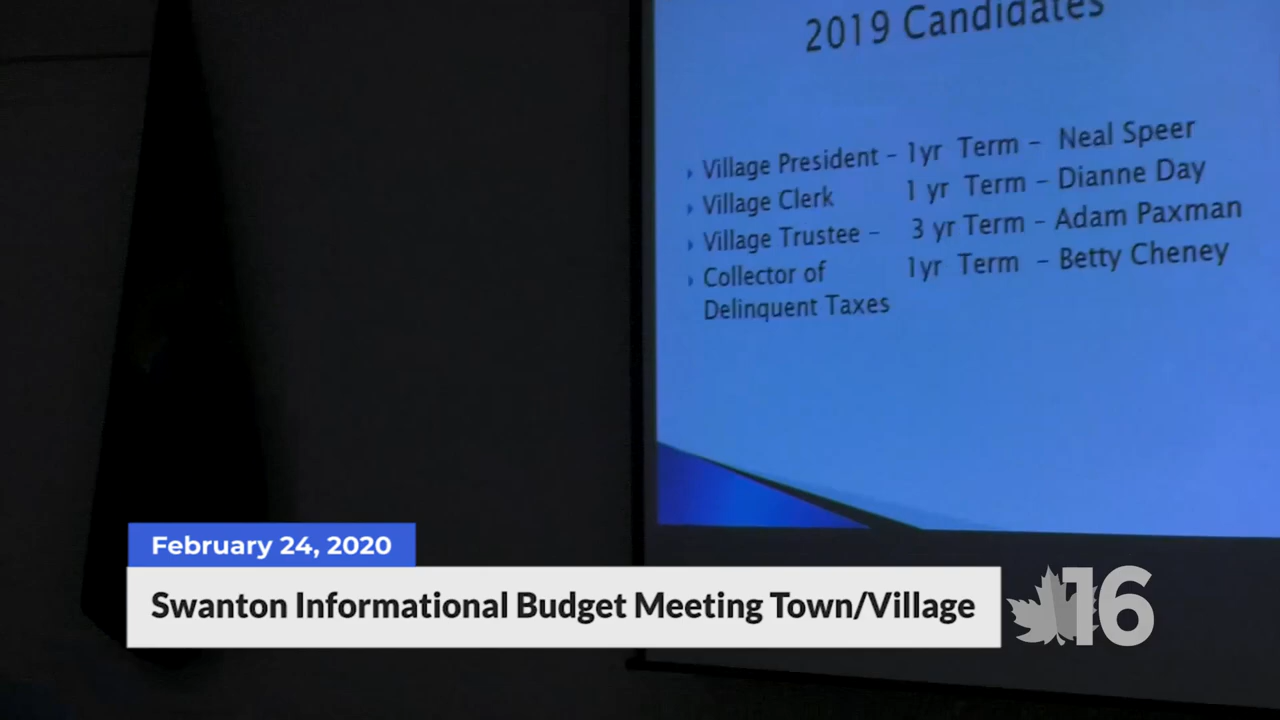 2019 Candidates
Village President – 1yr Term – Neal Speer
Village Clerk 1 yr Term – Dianne Day
Village Trustee – 3 yr Term – Adam Paxman
Collector of 1yr Term – Betty Cheney
Delinquent Taxes
February 24, 2020
Swanton Informational Budget Meeting Town/Village
16